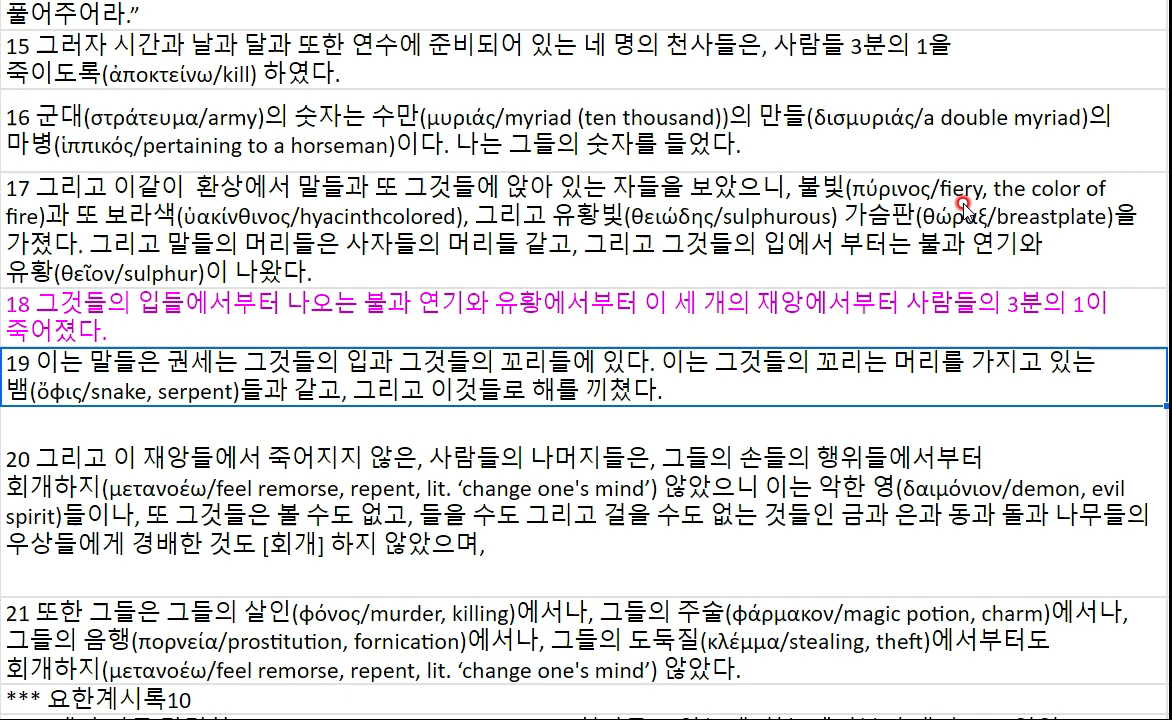 풀어주어라.”
15 그러자 시간과 날과 달과 또한 연수에 준비되어 있는 네 명의 천사들은, 사람들 3분의 1을
죽이도록(ἀποκτείνω/kill) 하였다.
16 군대(στράτευμα/army)의 숫자는 수만(μυριάς/myriad (ten thousand))의 만들(δισμυριάς/a double myriad)의
마병(ἱππικός/pertaining to a horseman)이다. 나는 그들의 숫자를 들었다.
17 그리고 이같이  환상에서 말들과 또 그것들에 앉아 있는 자들을 보았으니, 불빛(πύρινος/fiery, the color of
fire)과 또 보라색(ὑακίνθινος/hyacinthcolored), 그리고 유황빛(θειώδης/sulphurous) 가슴판(θώραξ/breastplate)을
가졌다. 그리고 말들의 머리들은 사자들의 머리들 같고, 그리고 그것들의 입에서 부터는 불과 연기와
유황(θεῖον/sulphur)이 나왔다.
18 그것들의 입들에서부터 나오는 불과 연기와 유황에서부터 이 세 개의 재앙에서부터 사람들의 3분의 1이
죽어졌다.
19 이는 말들은 권세는 그것들의 입과 그것들의 꼬리들에 있다. 이는 그것들의 꼬리는 머리를 가지고 있는
뱀(ὄφις/snake, serpent)들과 같고, 그리고 이것들로 해를 끼쳤다.
20 그리고 이 재앙들에서 죽어지지 않은, 사람들의 나머지들은, 그들의 손들의 행위들에서부터
회개하지(μετανοέω/feel remorse, repent, lit. ‘change one's mind’) 않았으니 이는 악한 영(δαιμόνιον/demon, evil
spirit)들이나, 또 그것들은 볼 수도 없고, 들을 수도 그리고 걸을 수도 없는 것들인 금과 은과 동과 돌과 나무들의
우상들에게 경배한 것도 [회개] 하지 않았으며,
21 또한 그들은 그들의 살인(φόνος/murder, killing)에서나, 그들의 주술(φάρμακον/magic potion, charm)에서나,
그들의 음행(πορνεία/prostitution, fornication)에서나, 그들의 도둑질(κλέμμα/stealing, theft)에서부터도
회개하지(μετανοέω/feel remorse, repent, lit. ‘change one's mind’) 않았다.
*** 요한계시록10